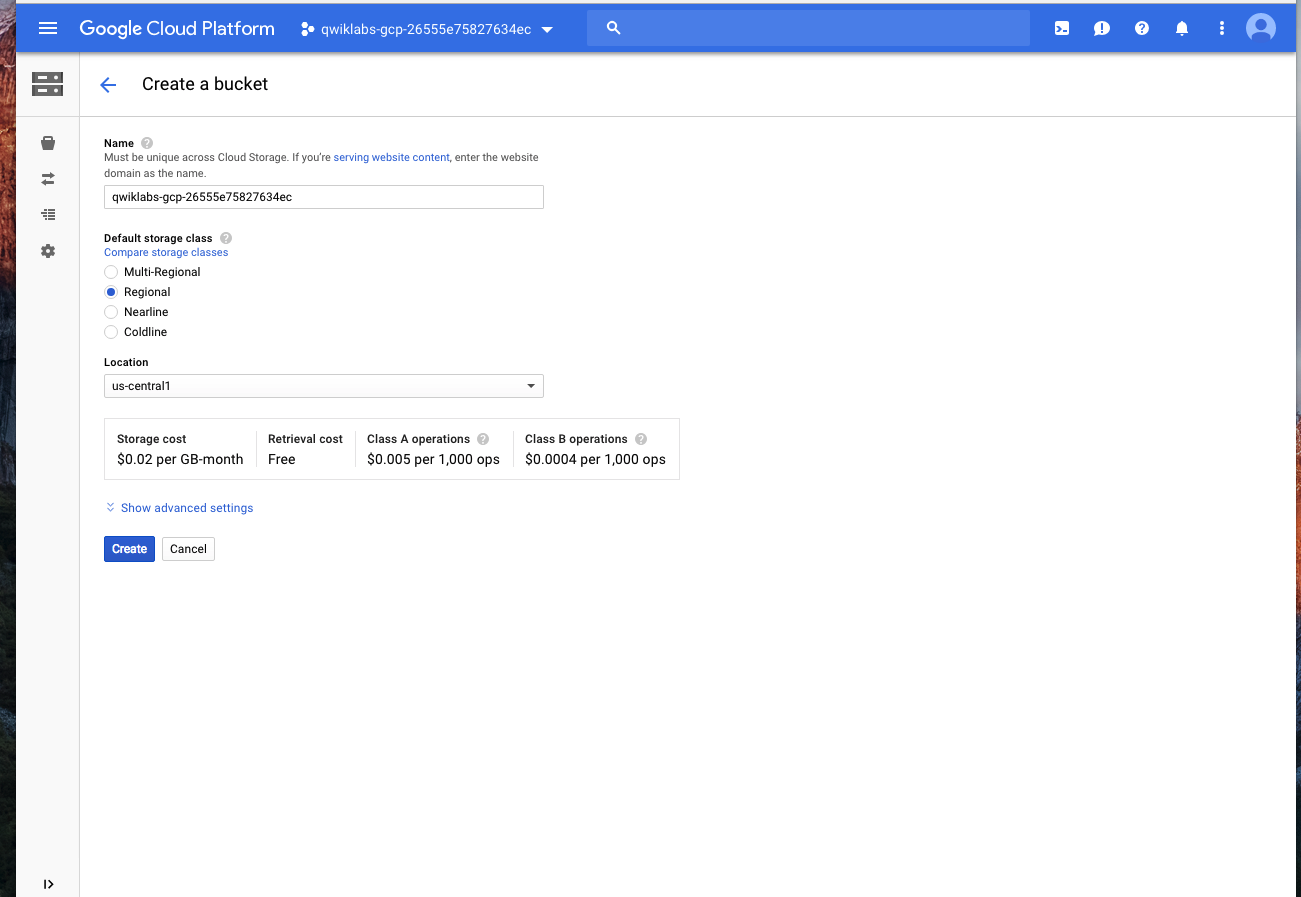 Google Cloud Platform
qwiklabs-gcp-26555e75827634ec
Create a bucket
Name
Must be unique across Cloud Storage. If you're serving website content, enter the website
domain as the name.
qwiklabs-gcp-26555e75827634ec
Default storage class
Compare storage classes
Multi-Regional
Regional
Nearline
Coldline
Location
us-central1
Storage cost Retrieval cost Class A operations Class B operations
$0.02 per GB-month Free $0.005 per 1,000 ops $0.0004 per 1,000 ops
Show advanced settings
Create Cancel